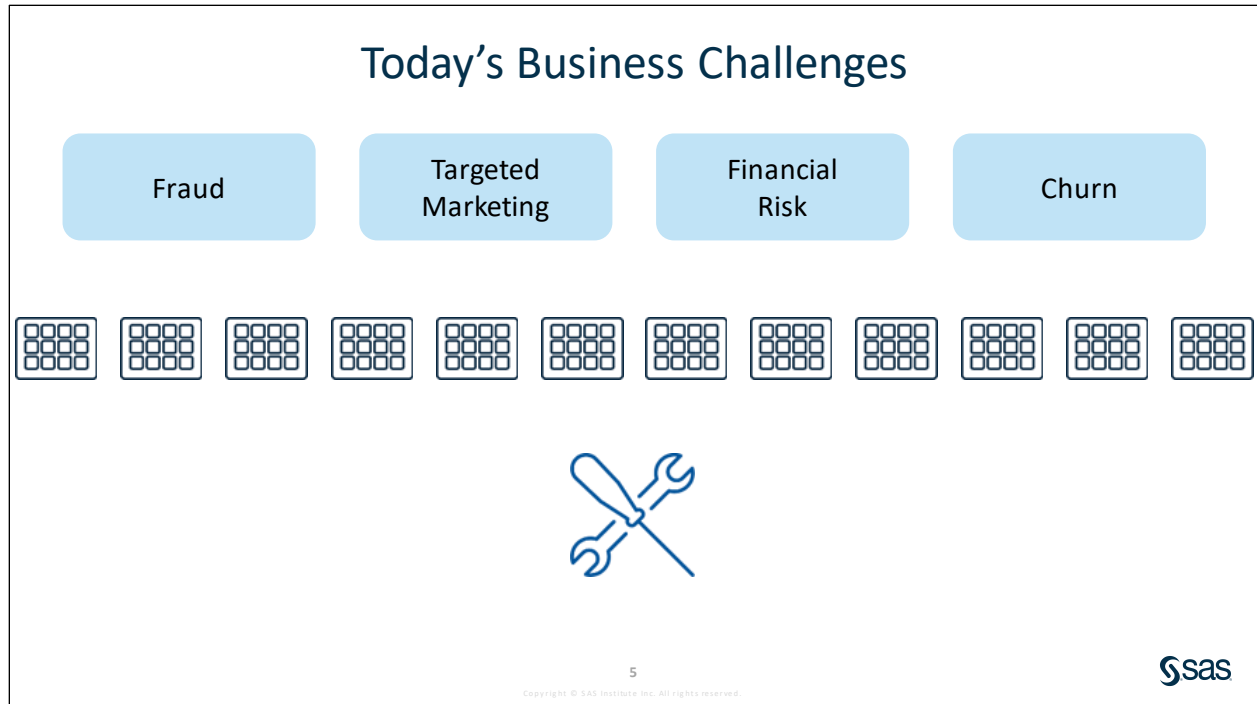 Today’s Business Challenges
Fraud
Targeted
Marketing
Financial
Risk
Churn
5
Copyright © SAS Institute Inc. All rights reserved.
sas